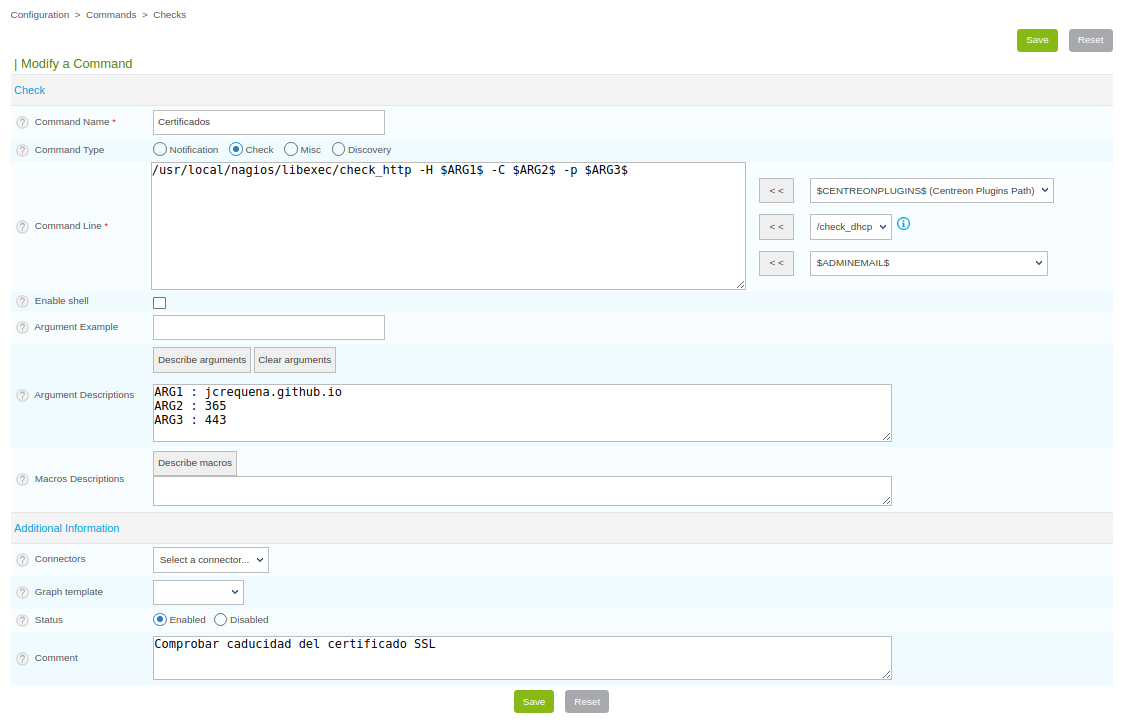 Configuration > Commands > Checks
Save Reset
| Modify a Command
Check
? Command Name * Certificados
? Command Type Notification Check Misc Discovery
/usr/local/nagios/libexec/check_http -H $ARG1$ -C $ARG2$ -p $ARG3$
<< $CENTREONPLUGINS$ (Centreon Plugins Path)
? Command Line * << /check_dhcp i
<< $ADMINEMAIL$
? Enable shell
? Argument Example
Describe arguments Clear arguments
? Argument Descriptions
ARG1 : jcrequena.github.io
ARG2 : 365
ARG3 : 443
Describe macros
? Macros Descriptions
Additional Information
? Connectors Select a connector...
? Graph template
? Status Enabled Disabled
? Comment Comprobar caducidad del certificado SSL
Save Reset